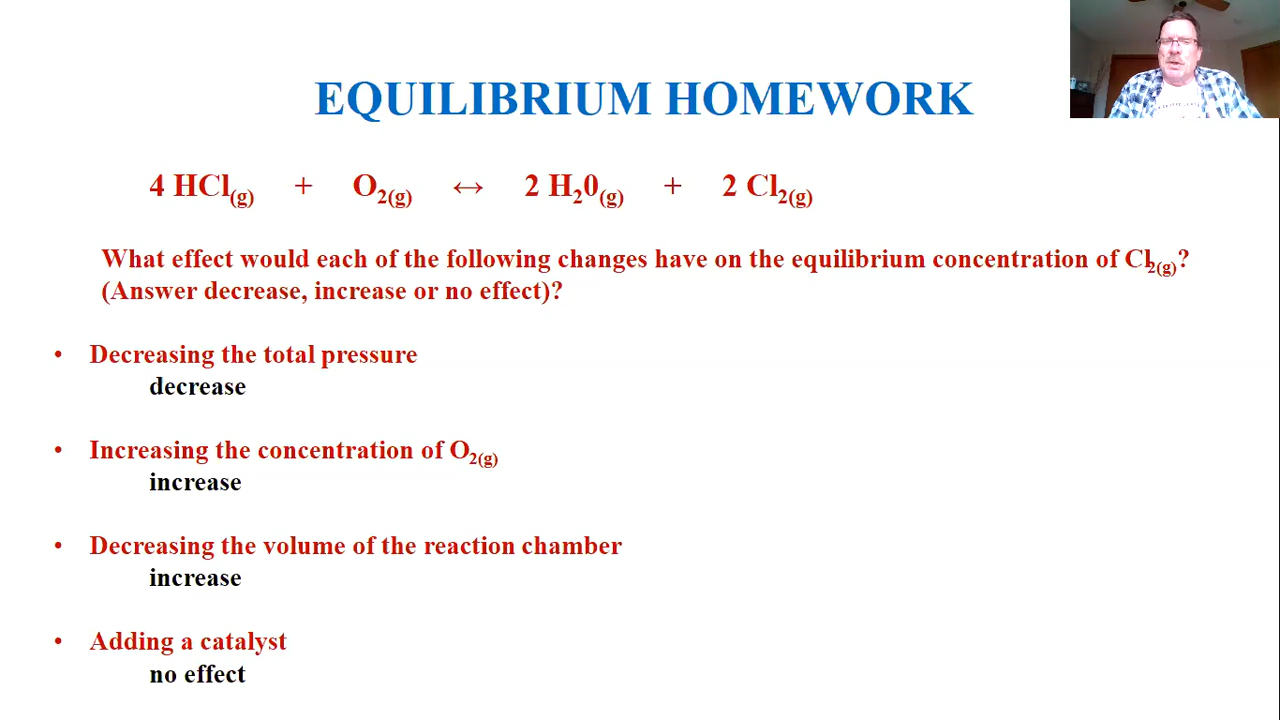 EQUILIBRIUM HOMEWORK
4 HCl(g) + O2(g) ↔ 2 H20(g) + 2 Cl2(g)
What effect would each of the following changes have on the equilibrium concentration of Cl2(g)?
(Answer decrease, increase or no effect)?
• Decreasing the total pressure
decrease
• Increasing the concentration of O2(g)
increase
• Decreasing the volume of the reaction chamber
increase
• Adding a catalyst
no effect